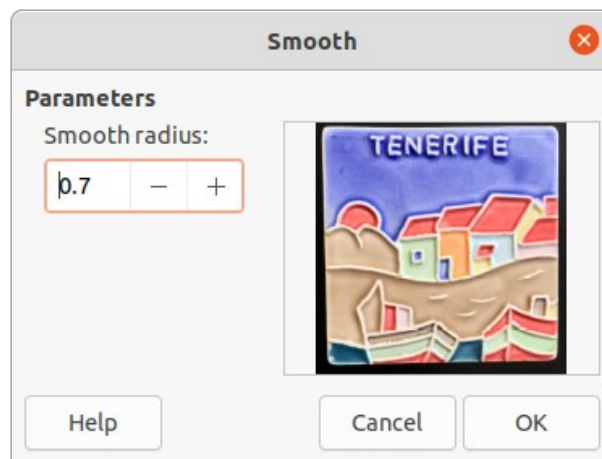 Smooth
Parameters
Smooth radius:
0.7
TENERIFE
Help
Cancel
OK